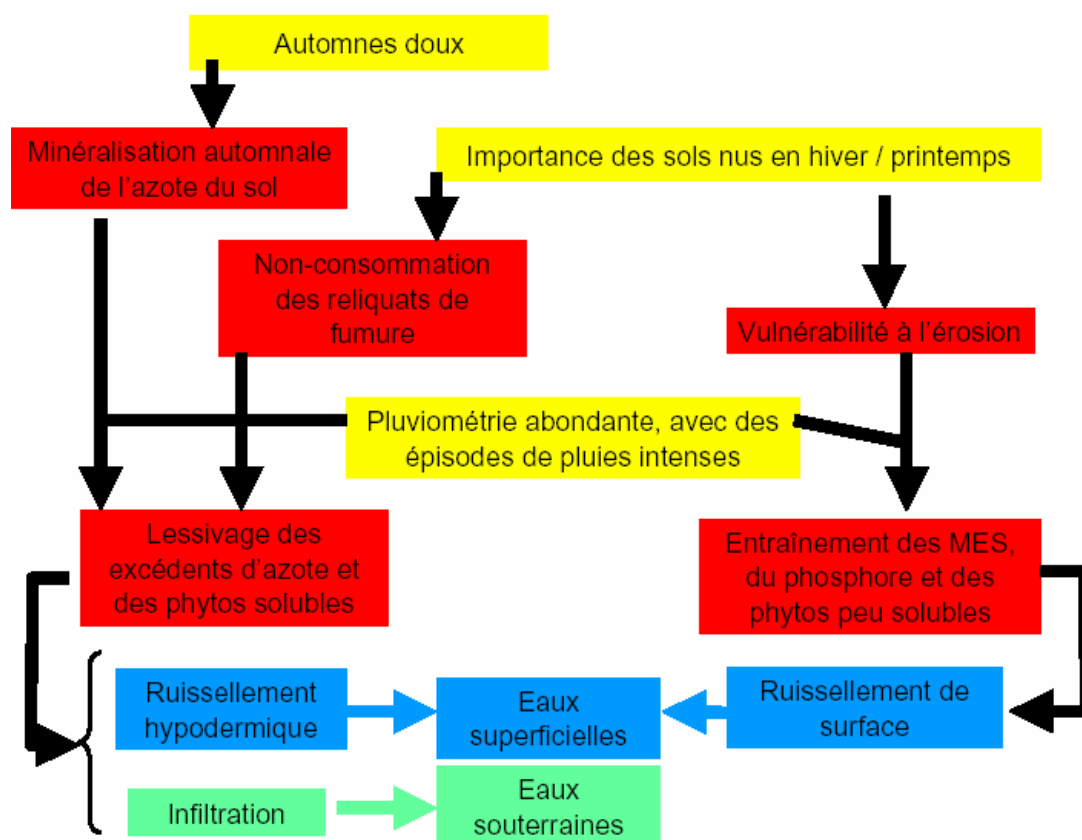 Automnes doux
Minéralisation automnale
de l'azote du sol
Importance des sols nus en hiver / printemps
Non-consommation
des reliquats de
fumure
Vulnérabilité à l'érosion
Pluviométrie abondante, avec des
épisodes de pluies intenses
Lessivage des
excédents d'azote et
des phytos solubles
Entraînement des MES,
du phosphore et des
phytos peu solubles
Ruissellement
hypodermique
Eaux
superficielles
Ruissellement de
surface
Infiltration
Eaux
souterraines